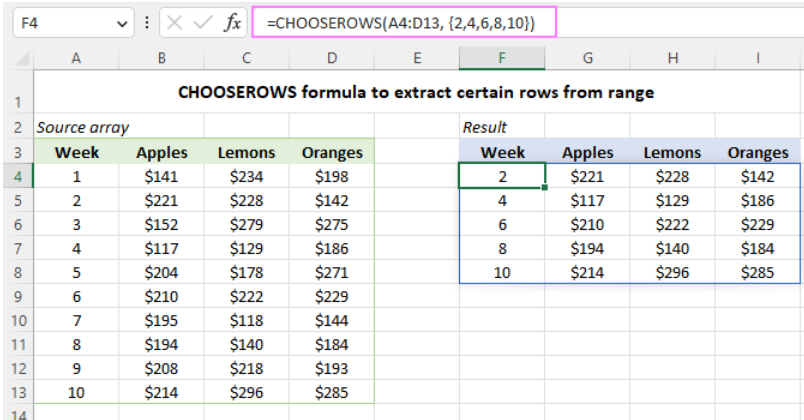 F4 fx =CHOOSEROWS(A4:D13, {2,4,6,8,10})
A B C D E F G H I
1 CHOOSEROWS formula to extract certain rows from range
2 Source array Result
3 Week Apples Lemons Oranges Week Apples Lemons Oranges
4 1 $141 $234 $198 2 $221 $228 $142
5 2 $221 $228 $142 4 $117 $129 $186
6 3 $152 $279 $275 6 $210 $222 $229
7 4 $117 $129 $186 8 $194 $140 $184
8 5 $204 $178 $271 10 $214 $296 $285
9 6 $210 $222 $229
10 7 $195 $118 $144
11 8 $194 $140 $184
12 9 $208 $218 $193
13 10 $214 $296 $285
14